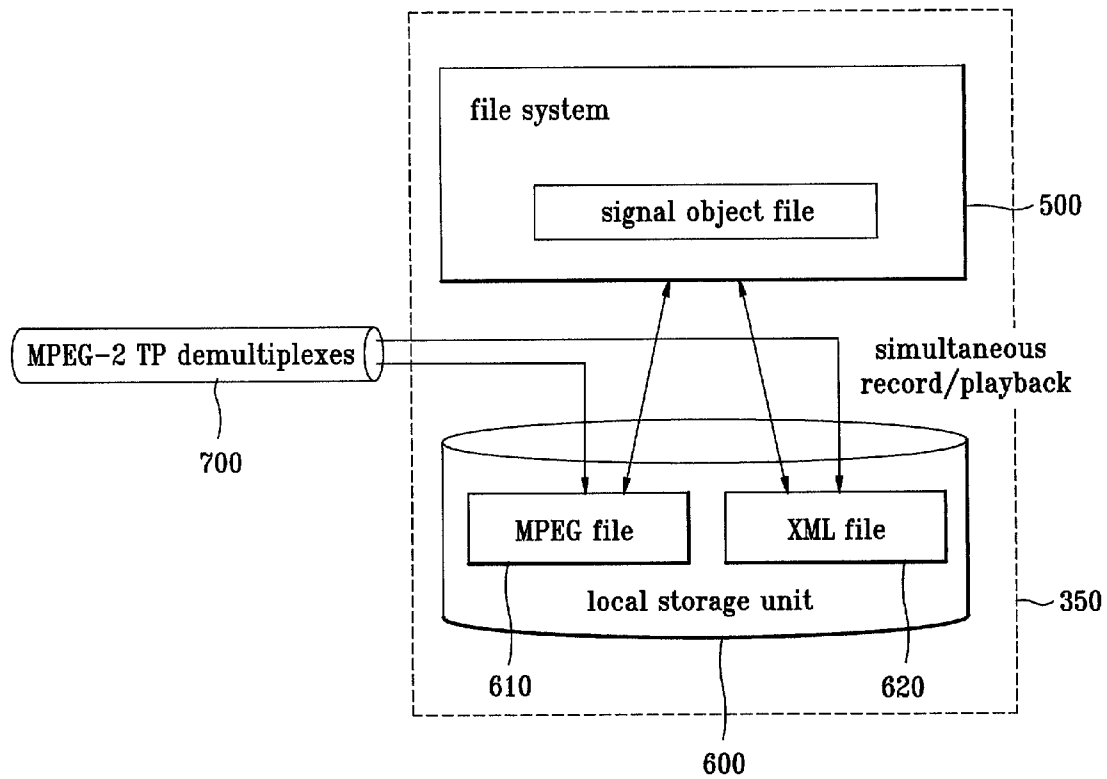 file system
signal object file
500
MPEG-2 TP demultiplexes
700
simultaneous
record/playback
MPEG file
XML file
local storage unit
350
610
620
600